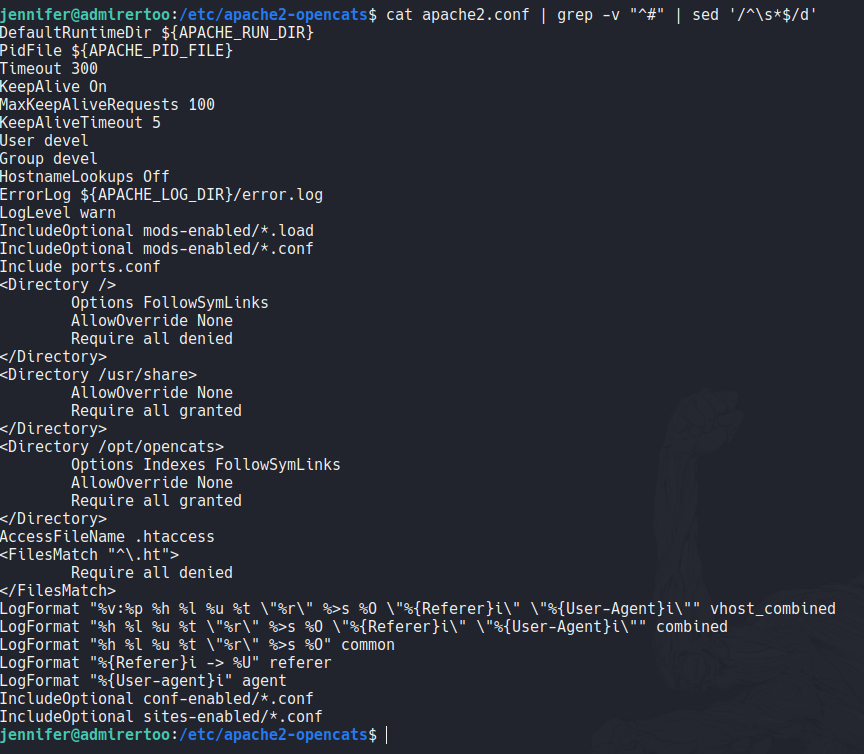 jennifer@admirertoo:/etc/apache2-opencats$ cat apache2.conf | grep -v "^#" | sed '/^\s*$/d'
DefaultRuntimeDir ${APACHE_RUN_DIR}
PidFile ${APACHE_PID_FILE}
Timeout 300
KeepAlive On
MaxKeepAliveRequests 100
KeepAliveTimeout 5
User devel
Group devel
HostnameLookups Off
ErrorLog ${APACHE_LOG_DIR}/error.log
LogLevel warn
IncludeOptional mods-enabled/*.load
IncludeOptional mods-enabled/*.conf
Include ports.conf
<Directory />
        Options FollowSymLinks
        AllowOverride None
        Require all denied
</Directory>
<Directory /usr/share>
        AllowOverride None
        Require all granted
</Directory>
<Directory /opt/opencats>
        Options Indexes FollowSymLinks
        AllowOverride None
        Require all granted
</Directory>
AccessFileName .htaccess
<FilesMatch "^\.ht">
        Require all denied
</FilesMatch>
LogFormat "%v:%p %h %l %u %t \"%r\" %>s %O \"%{Referer}i\" \"%{User-Agent}i\"" vhost_combined
LogFormat "%h %l %u %t \"%r\" %>s %O \"%{Referer}i\" \"%{User-Agent}i\"" combined
LogFormat "%h %l %u %t \"%r\" %>s %O" common
LogFormat "%{Referer}i -> %U" referer
LogFormat "%{User-agent}i" agent
IncludeOptional conf-enabled/*.conf
IncludeOptional sites-enabled/*.conf
jennifer@admirertoo:/etc/apache2-opencats$